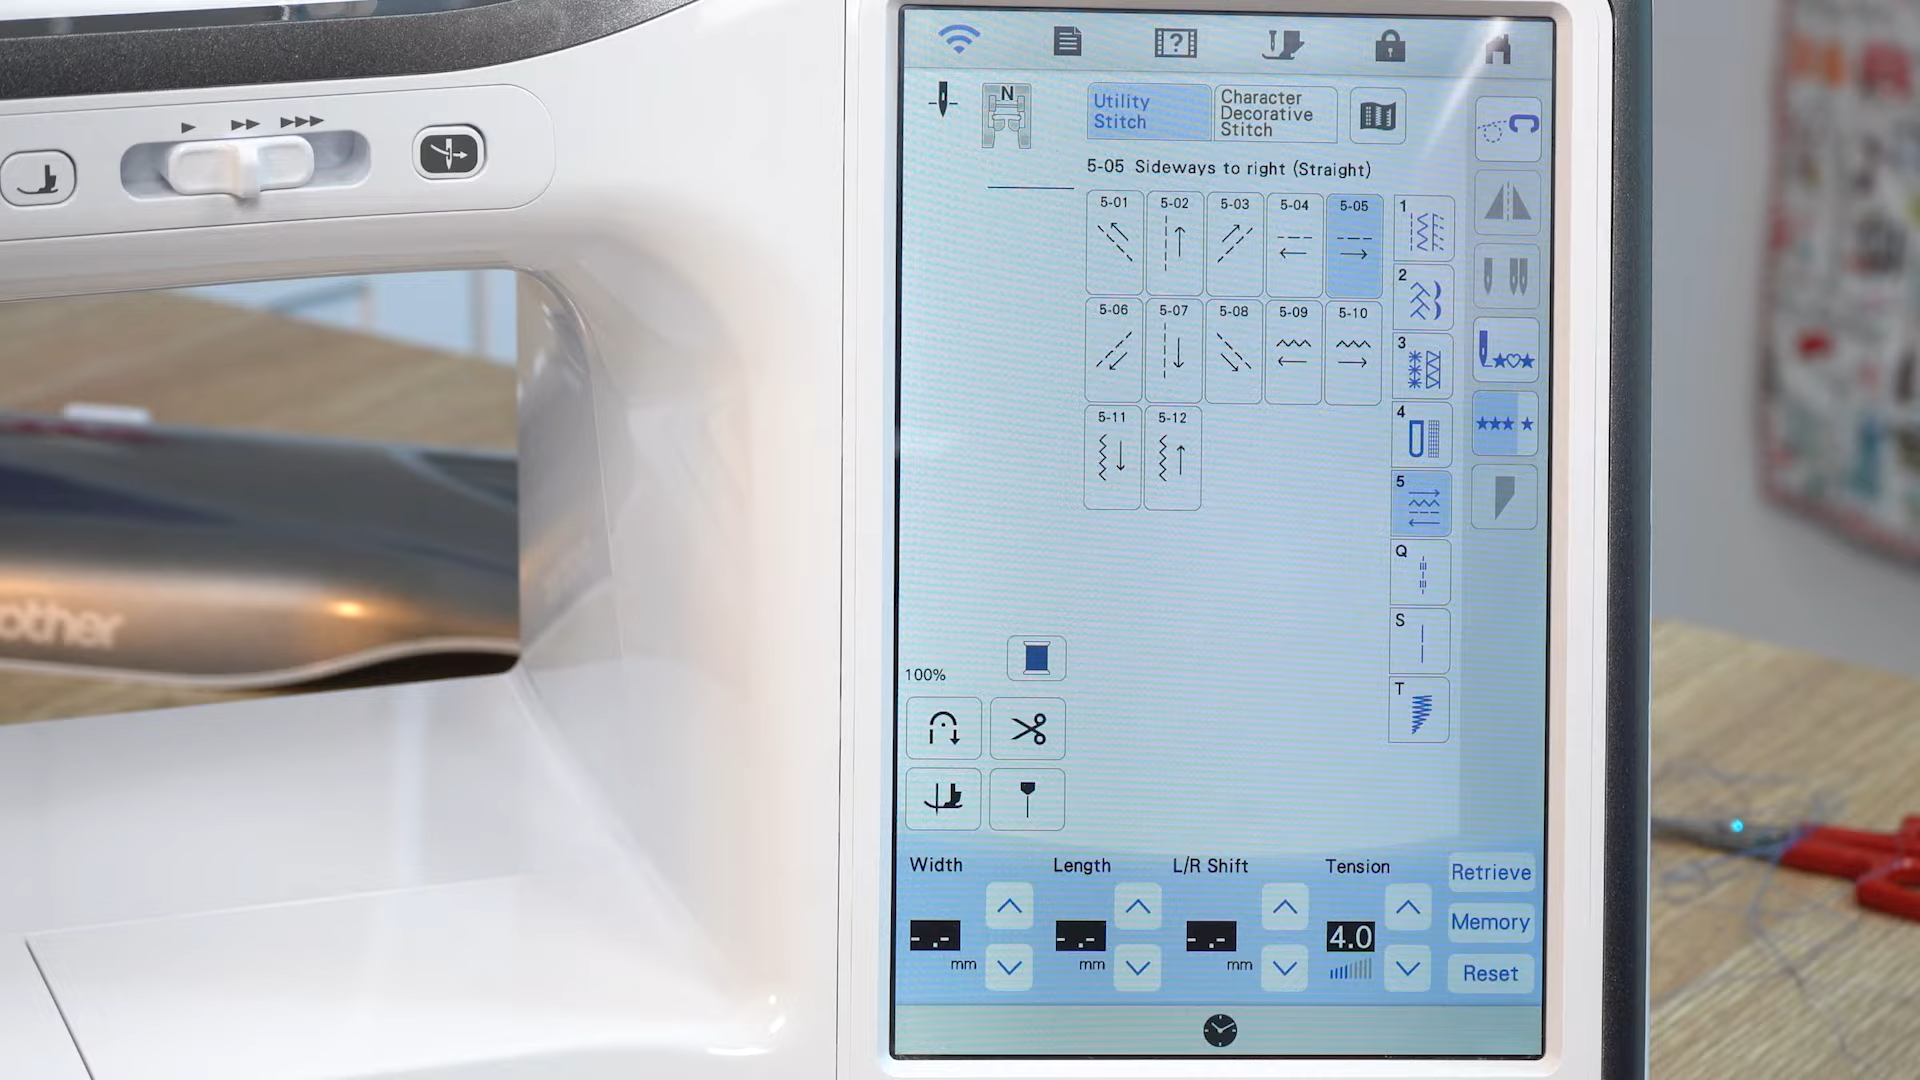 N
Utility
Stitch
Character
Decorative
Stitch
5-05 Sideways to right (Straight)
5-01
5-02
5-03
5-04
5-05
1
5-06
5-07
5-08
5-09
5-10
2
3
5-11
5-12
4
5
Q
S
T
100%
Width
Length
L/R Shift
Tension
-.-
-.-
-.-
4.0
mm
mm
mm
Retrieve
Memory
Reset
other